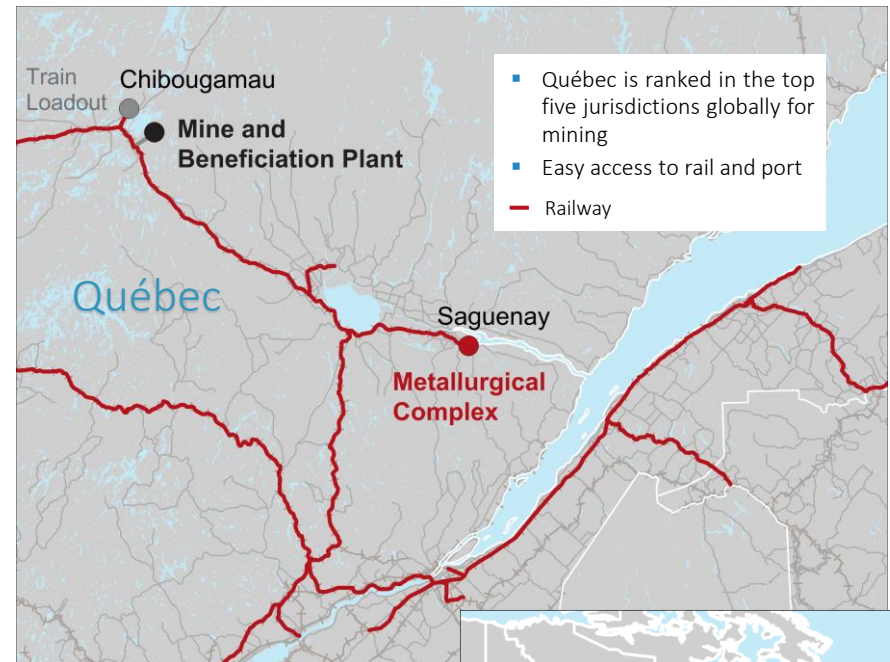 Train
Loadout
Chibougamau
Mine and
Beneficiation Plant
▪ Québec is ranked in the top
five jurisdictions globally for
mining
▪ Easy access to rail and port
Railway
Québec
Saguenay
Metallurgical
Complex